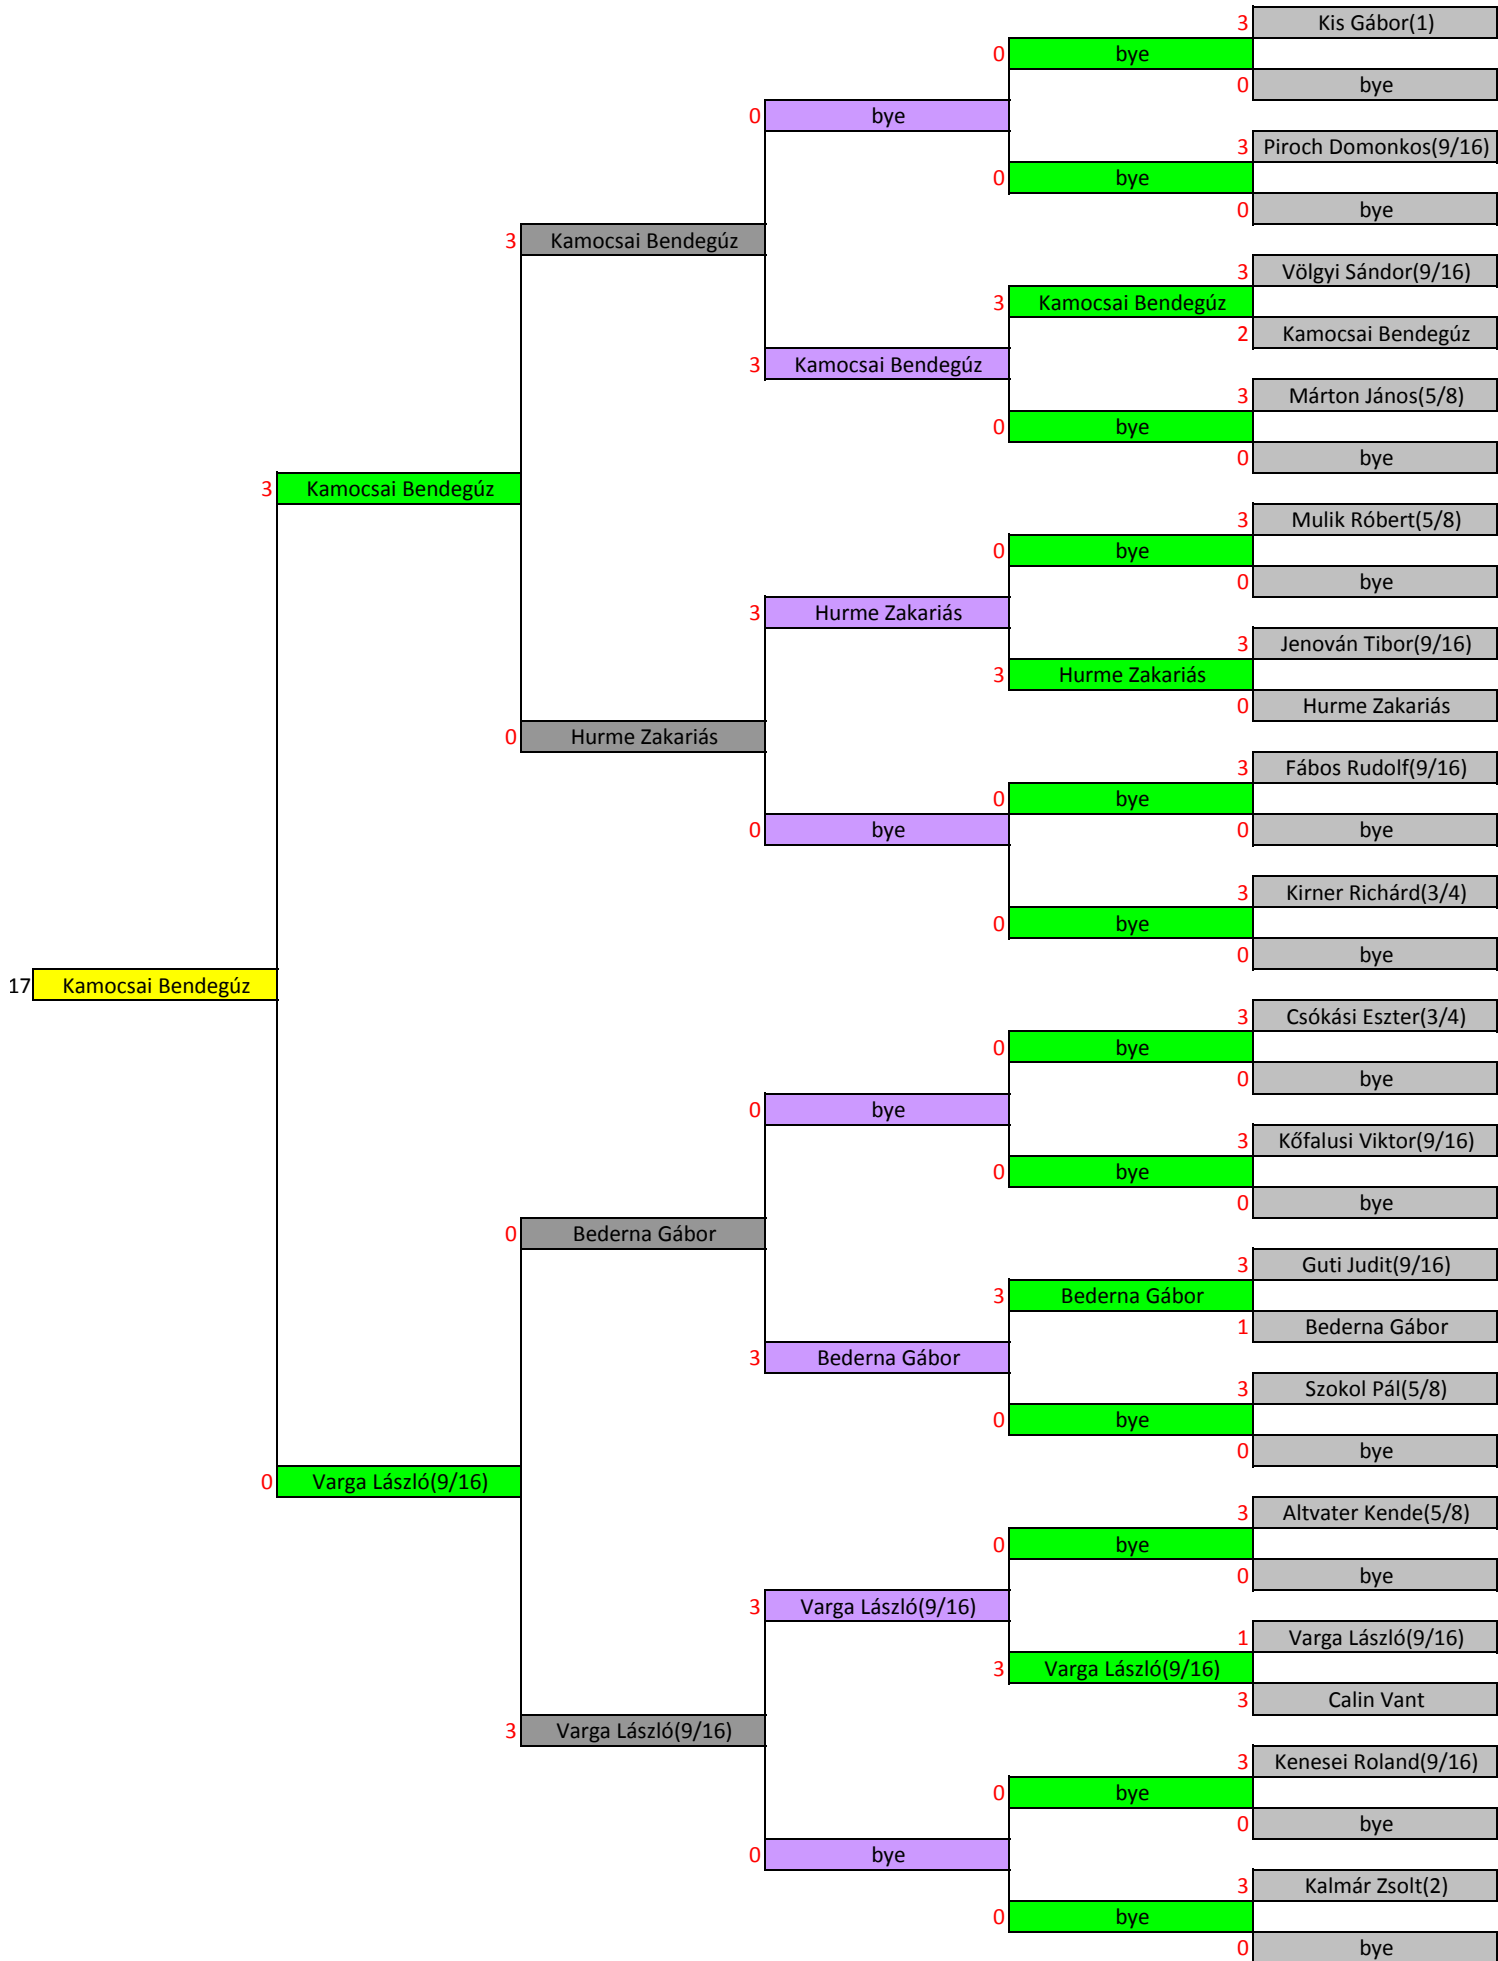 3 Kis Gábor(1)
0 bye
0 bye
0 bye
3 Piroch Domonkos(9/16)
0 bye
0 bye
3 Kamocsai Bendegúz
3 Völgyi Sándor(9/16)
3 Kamocsai Bendegúz
2 Kamocsai Bendegúz
3 Kamocsai Bendegúz
3 Márton János(5/8)
0 bye
0 bye
3 Kamocsai Bendegúz
3 Mulik Róbert(5/8)
0 bye
0 bye
3 Hurme Zakariás
3 Jenován Tibor(9/16)
3 Hurme Zakariás
0 Hurme Zakariás
0 Hurme Zakariás
3 Fábos Rudolf(9/16)
0 bye
0 bye
0 bye
3 Kirner Richárd(3/4)
0 bye
0 bye
17 Kamocsai Bendegúz
3 Csókási Eszter(3/4)
0 bye
0 bye
0 bye
3 Kőfalusi Viktor(9/16)
0 bye
0 bye
0 Bederna Gábor
3 Guti Judit(9/16)
3 Bederna Gábor
1 Bederna Gábor
3 Bederna Gábor
3 Szokol Pál(5/8)
0 bye
0 bye
0 Varga László(9/16)
3 Altvater Kende(5/8)
0 bye
0 bye
3 Varga László(9/16)
1 Varga László(9/16)
3 Varga László(9/16)
3 Calin Vant
3 Varga László(9/16)
3 Kenesei Roland(9/16)
0 bye
0 bye
0 bye
3 Kalmár Zsolt(2)
0 bye
0 bye